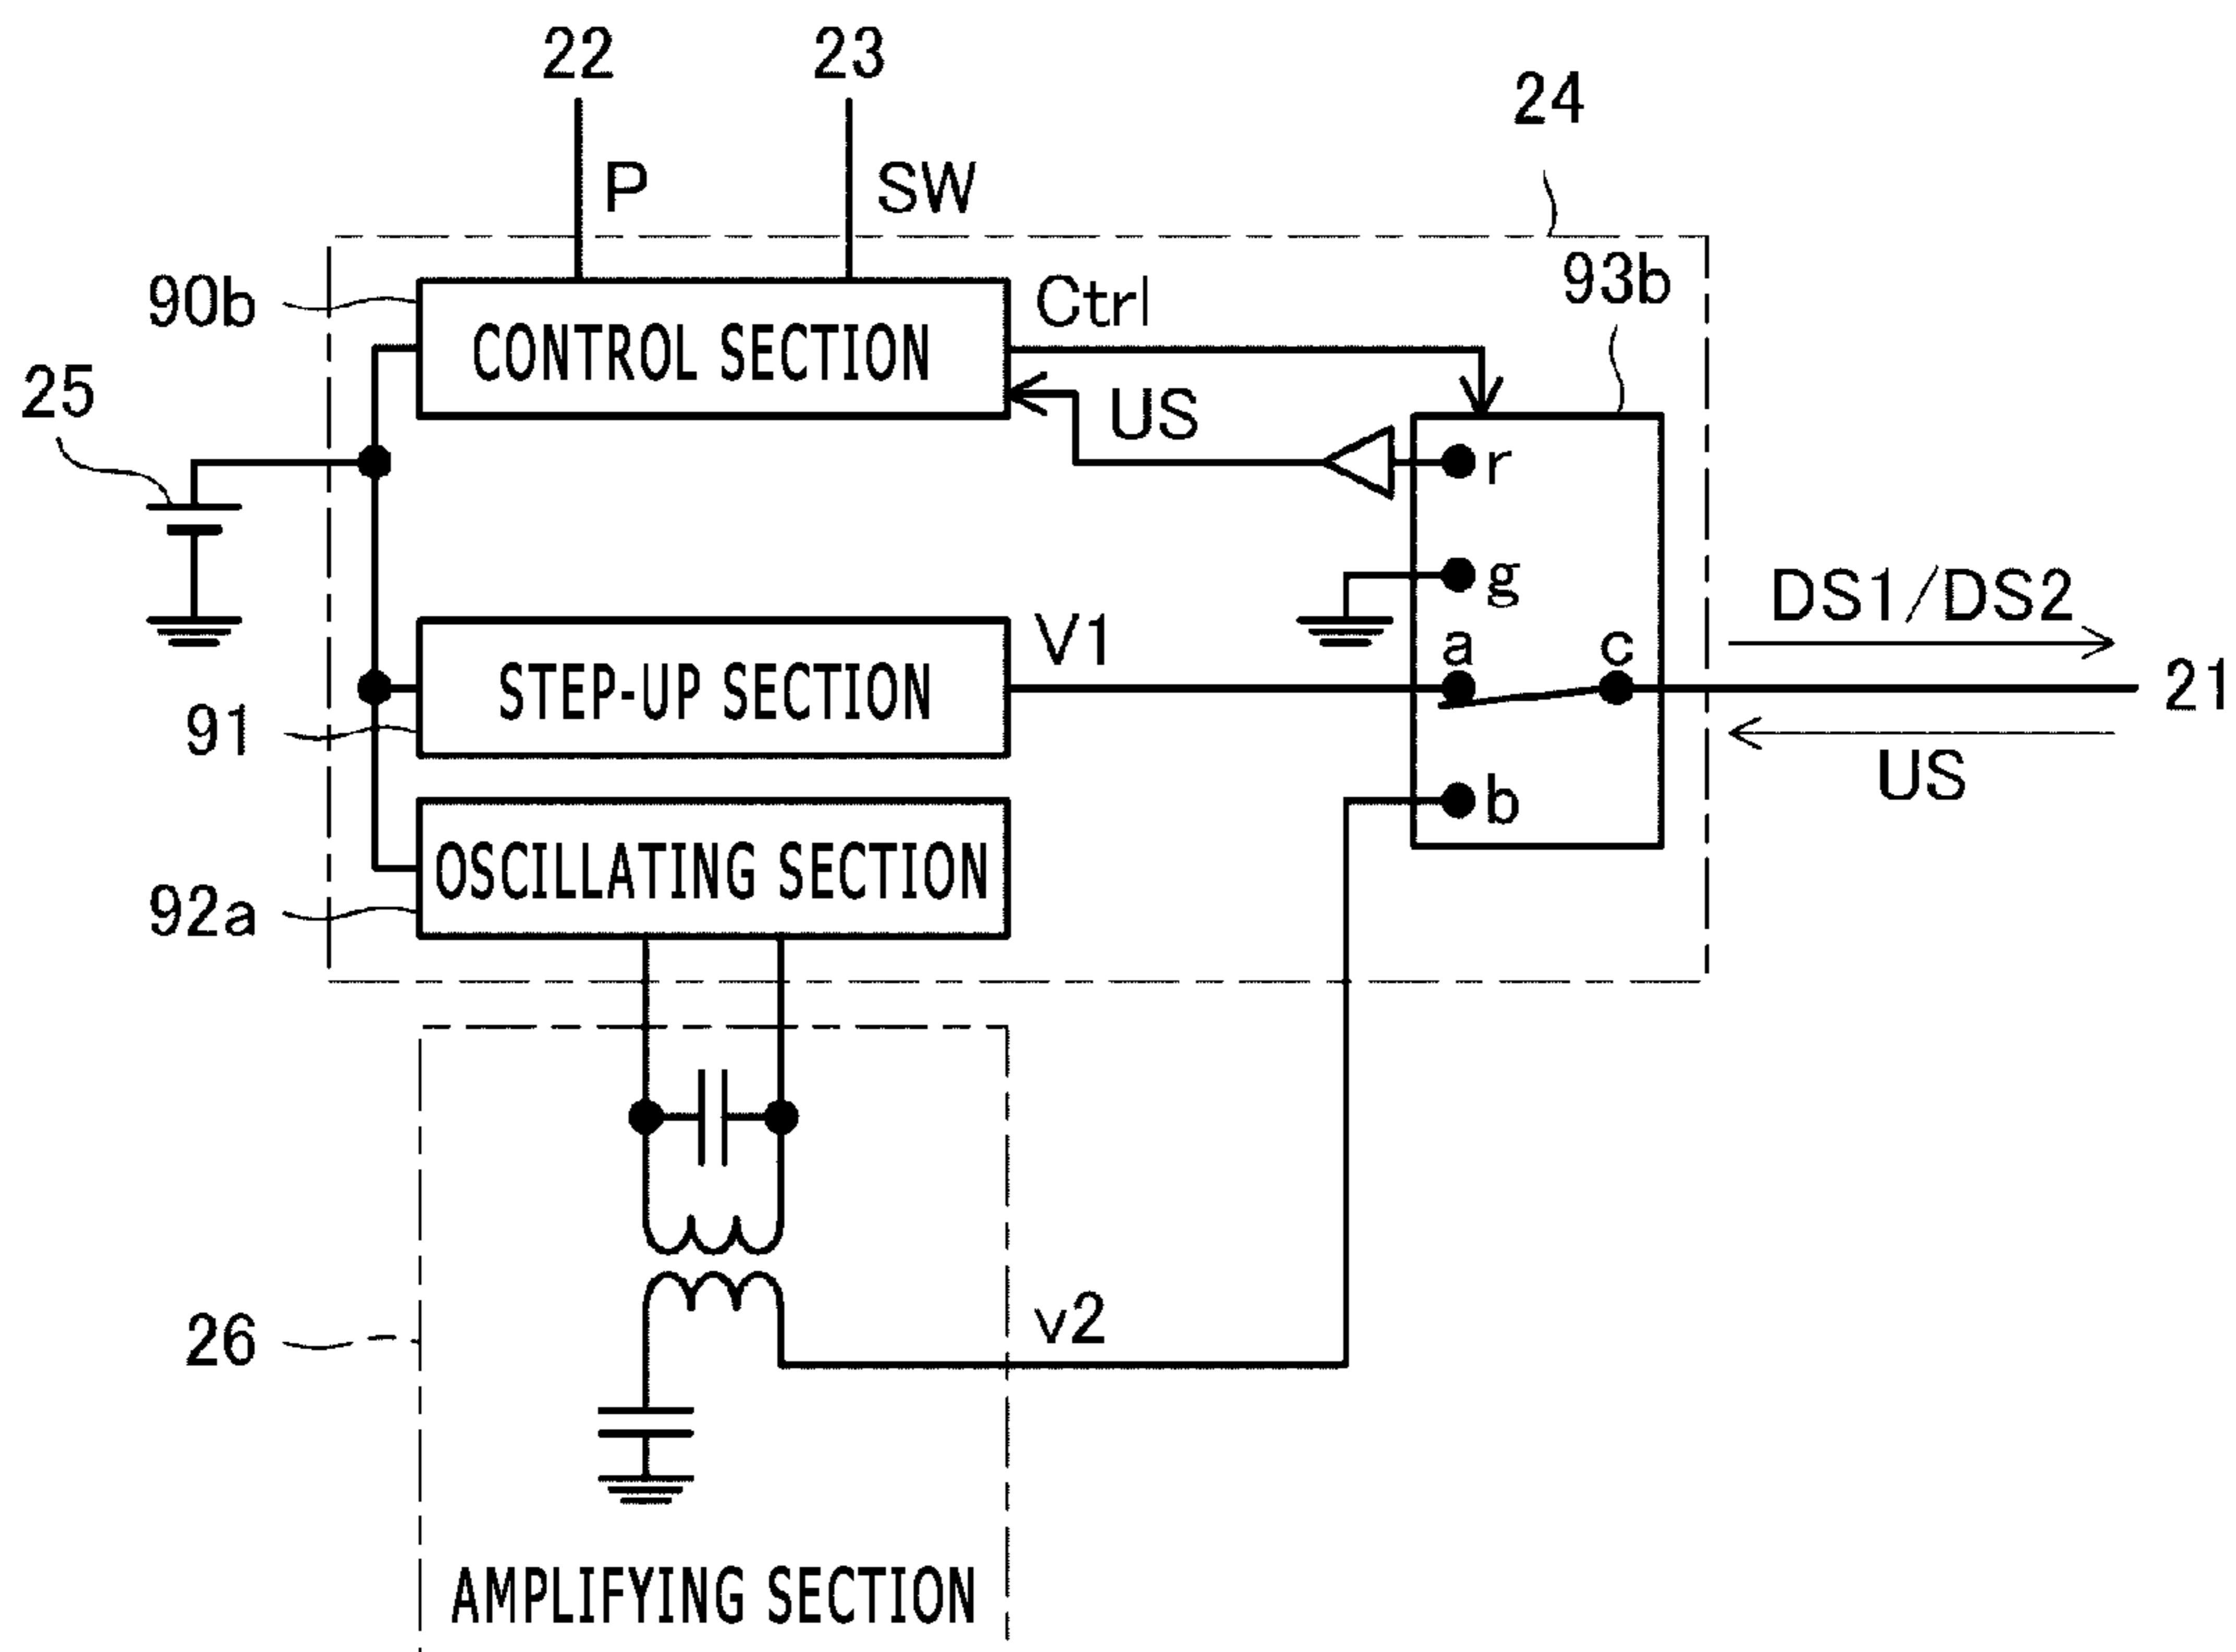 22
23
24
P
SW
93b
90b
CONTROL SECTION
Ctrl
25
US
r
g
DS1/DS2
a
c
V1
STEP-UP SECTION
21
91
US
b
OSCILLATING SECTION
92a
26
v2
AMPLIFYING SECTION